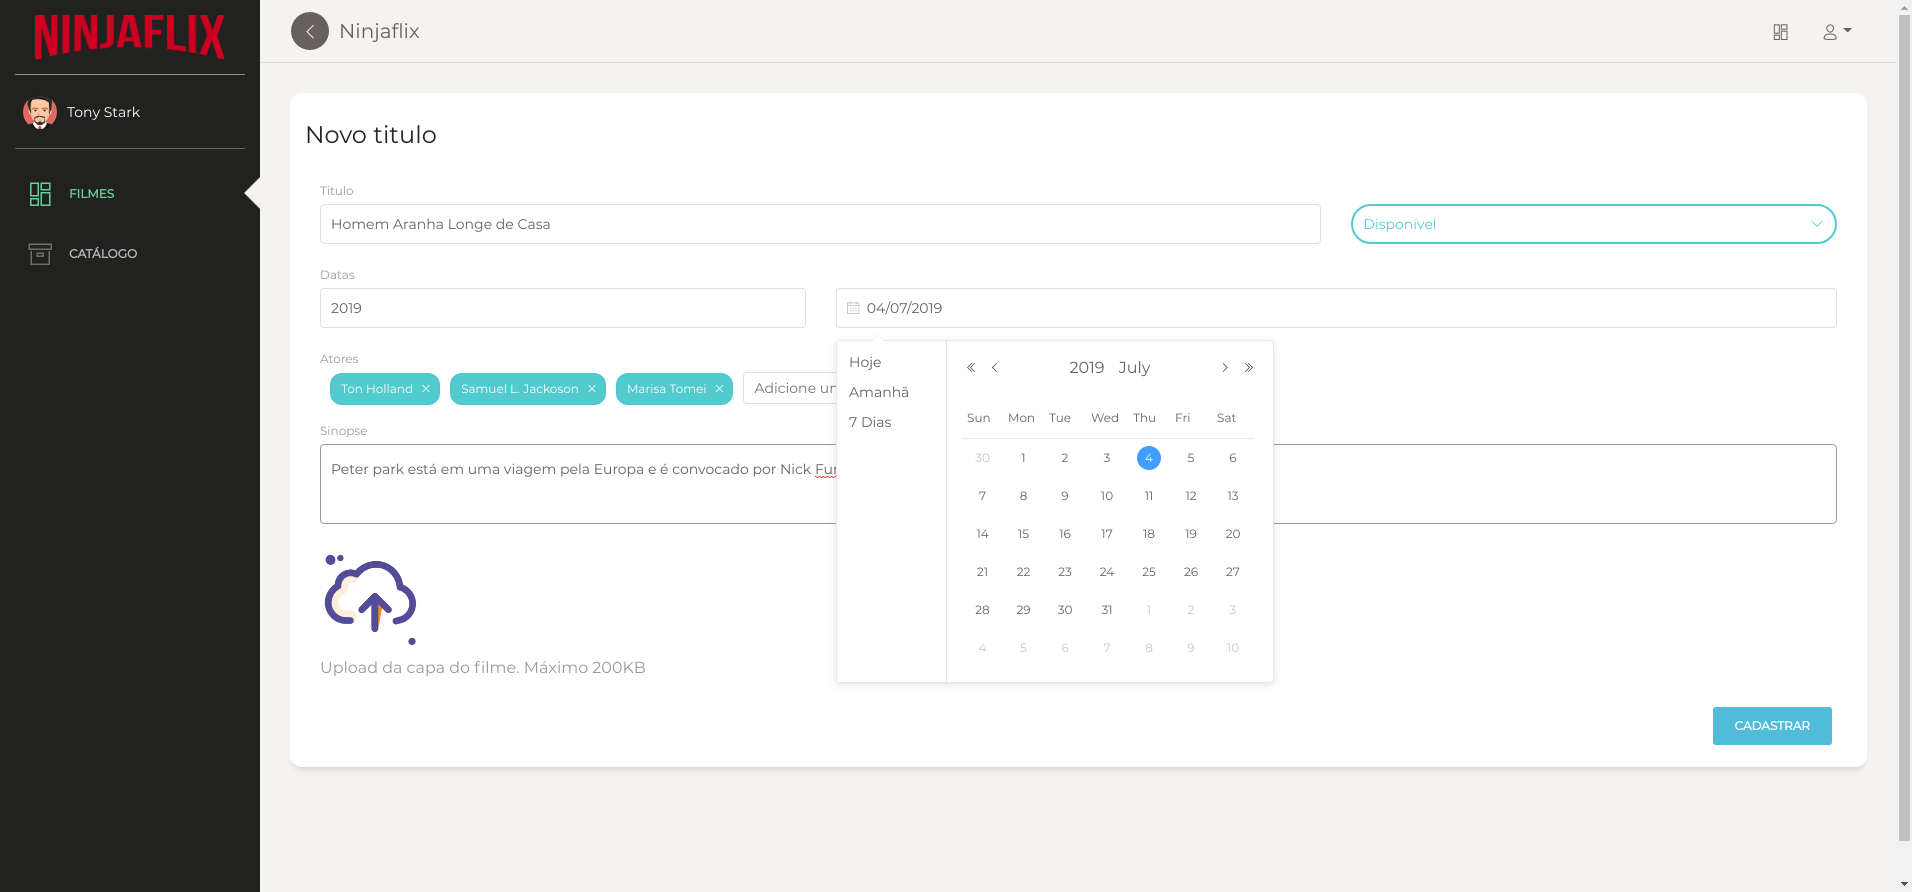 NINJAFLIX
Tony Stark
FILMES
CATÁLOGO
Ninjaflix
Novo titulo
Titulo
Homem Aranha Longe de Casa
Disponível
Datas
2019
04/07/2019
Atores
Ton Holland
Samuel L. Jackoson
Marisa Tomei
Adicione un
Hoje
Amanhã
7 Dias
2019 July
Sun Mon Tue Wed Thu Fri Sat
30 1 2 3 4 5 6
7 8 9 10 11 12 13
14 15 16 17 18 19 20
21 22 23 24 25 26 27
28 29 30 31 1 2 3
4 5 6 7 8 9 10
Sinopse
Peter park está em uma viagem pela Europa e é convocado por Nick Fur
Upload da capa do filme. Máximo 200KB
CADASTRAR